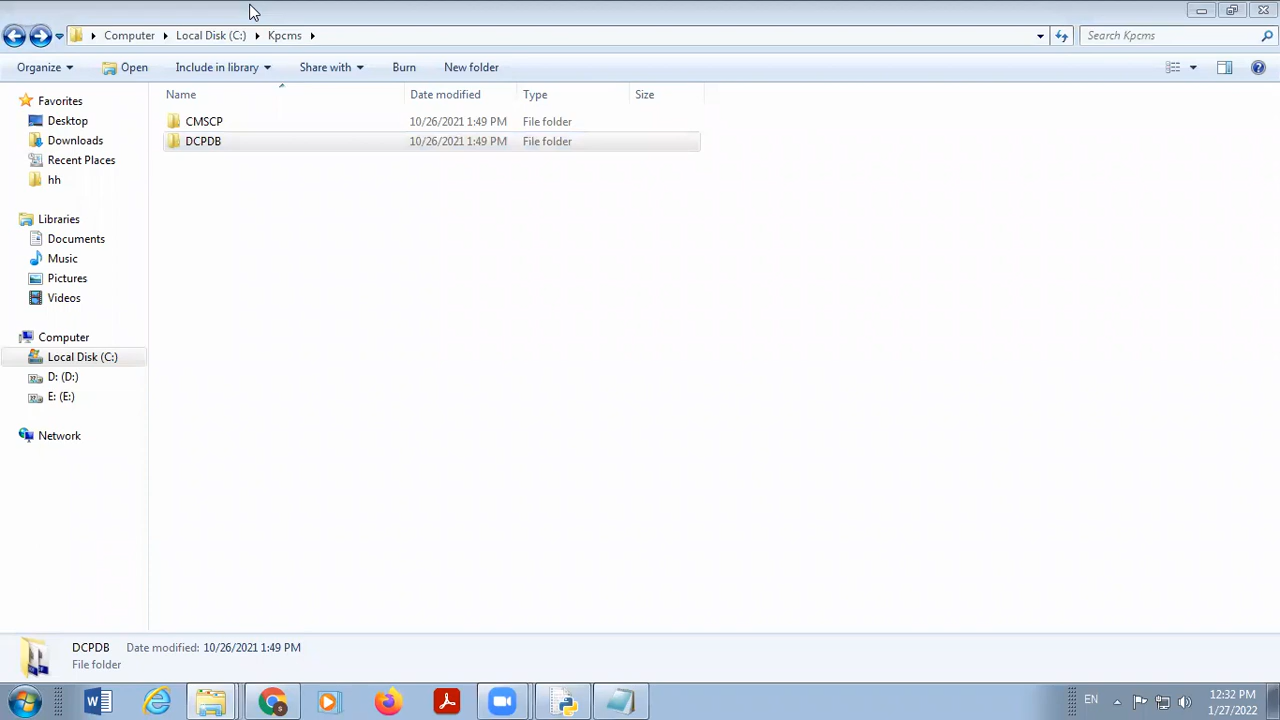 Computer Local Disk (C:) Kpcms
Search Kpcms
Organize Open Include in library Share with Burn New folder
Name Date modified Type Size
CMSCP 10/26/2021 1:49 PM File folder
DCPDB 10/26/2021 1:49 PM File folder
Favorites
Desktop
Downloads
Recent Places
hh
Libraries
Documents
Music
Pictures
Videos
Computer
Local Disk (C:)
D: (D:)
E: (E:)
Network
DCPDB Date modified: 10/26/2021 1:49 PM
File folder
EN
12:32 PM
1/27/2022